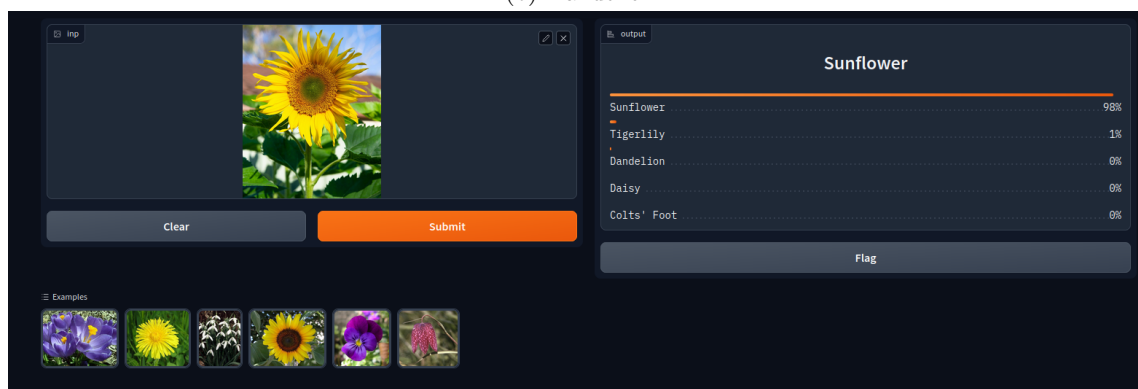 inp
output
Sunflower
Sunflower 98%
Tigerlily 1%
Dandelion 0%
Daisy 0%
Colts' Foot 0%
Clear
Submit
Flag
Examples